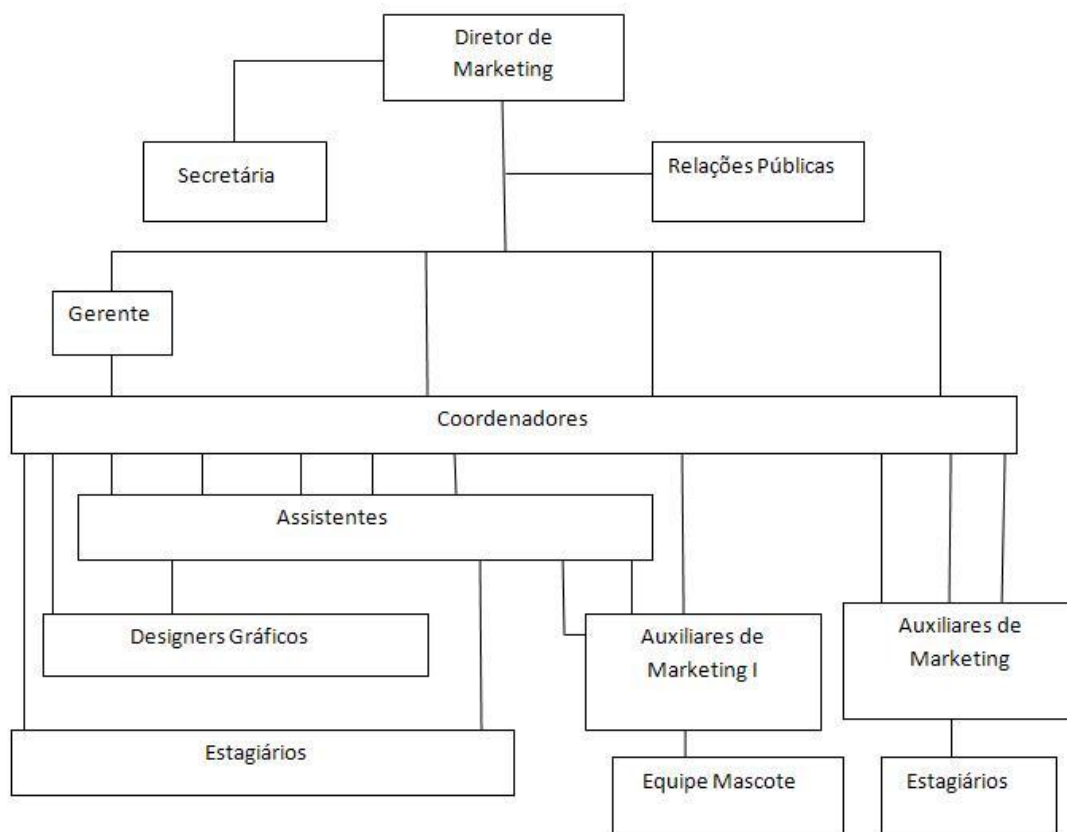 Diretor de
Marketing
Secretária
Relações Públicas
Gerente
Coordenadores
Assistentes
Designers Gráficos
Auxiliares de
Marketing I
Auxiliares de
Marketing
Estagiários
Equipe Mascote
Estagiários